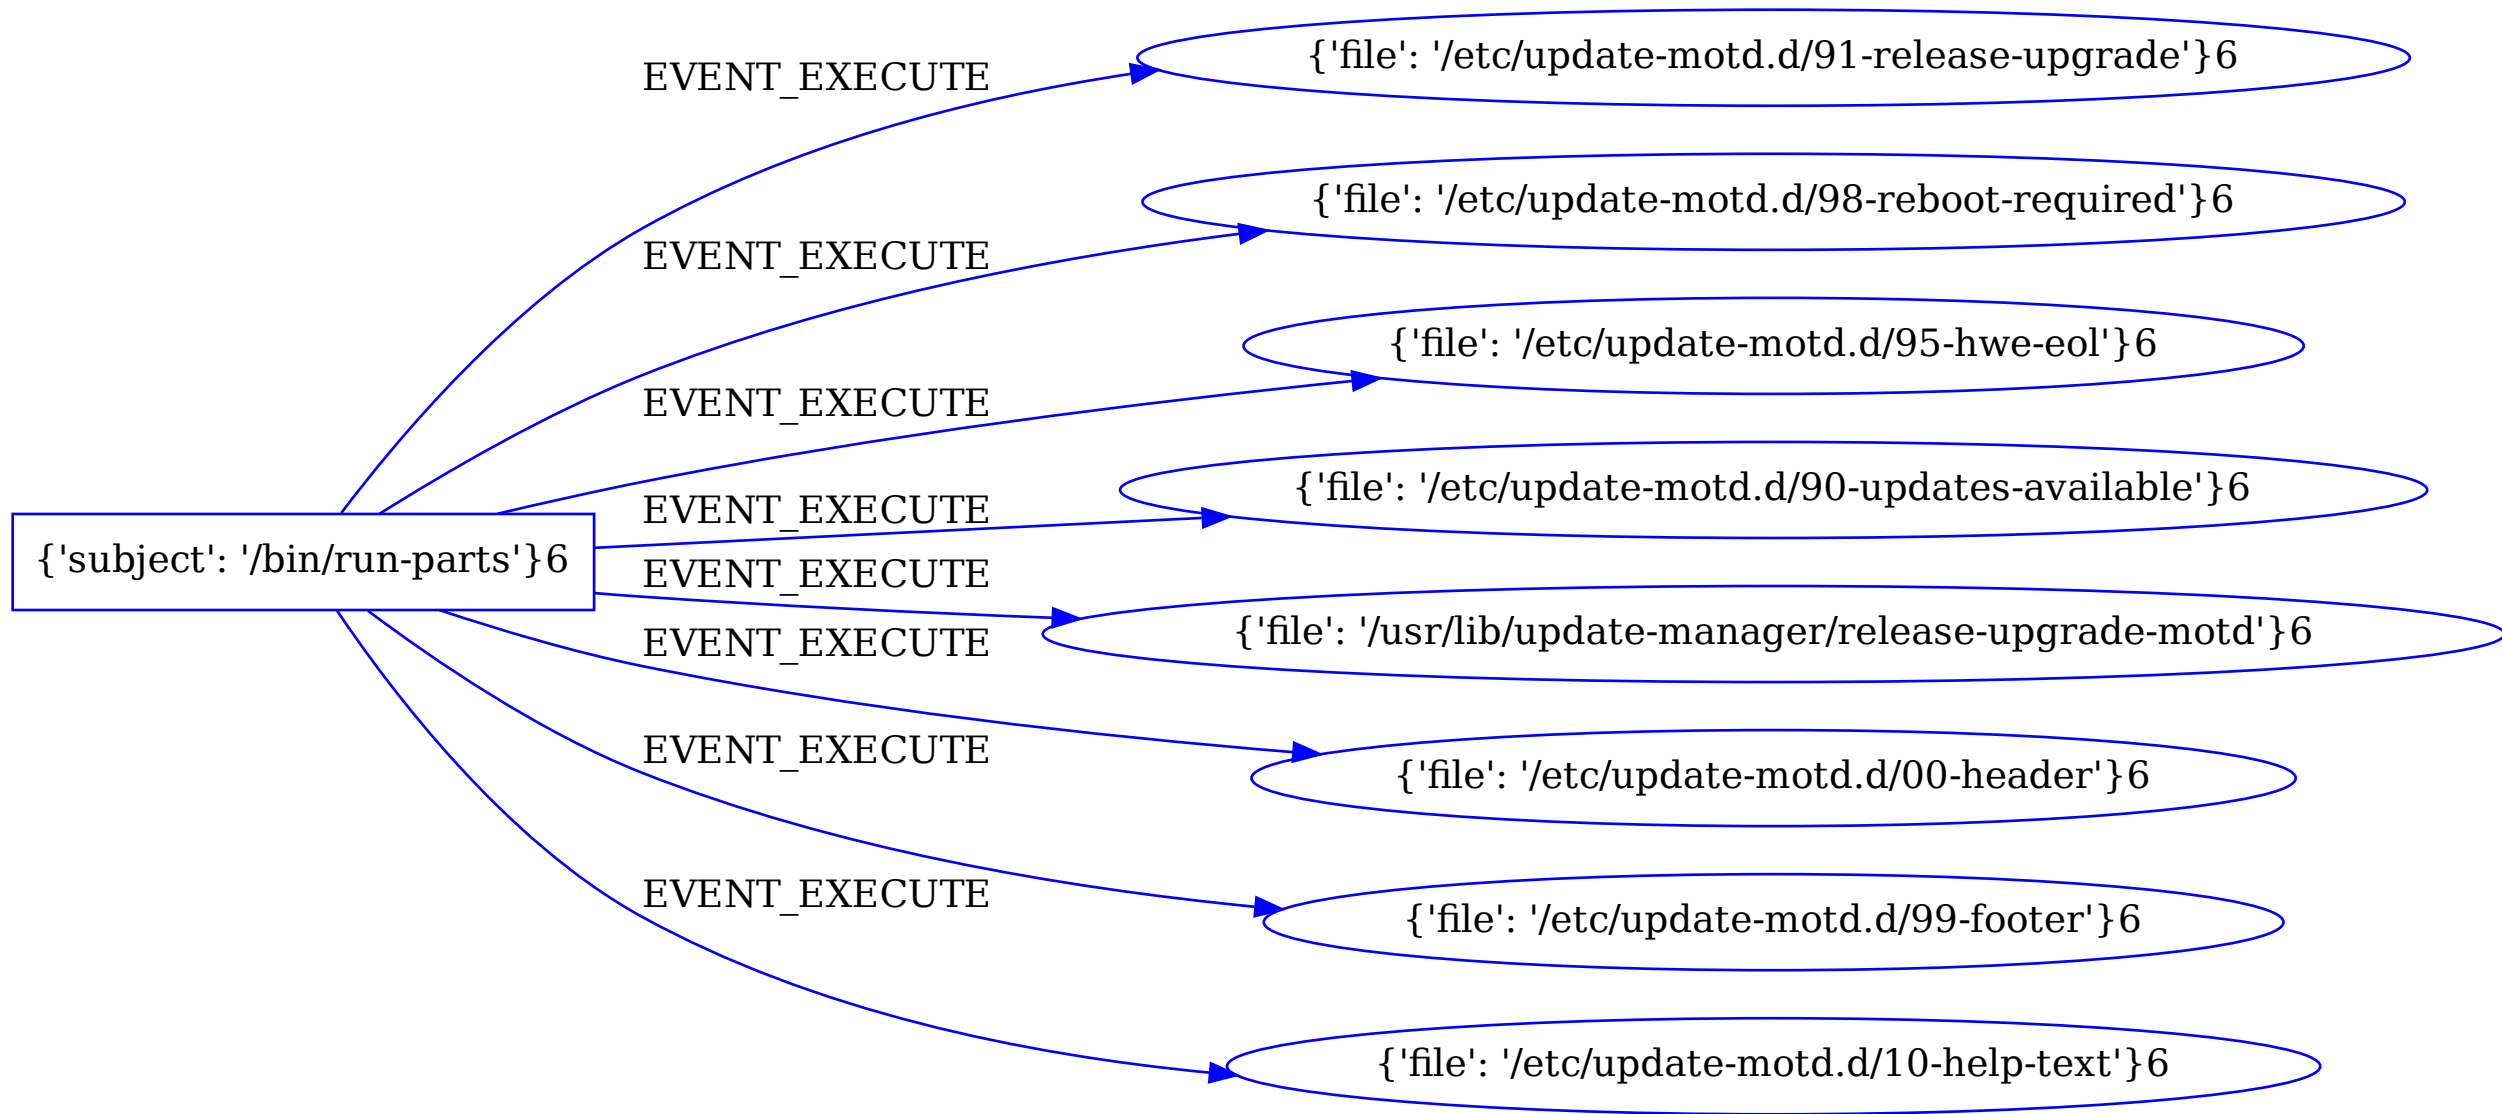 EVENT_EXECUTE
{'file': '/etc/update-motd.d/91-release-upgrade'}6
EVENT_EXECUTE
{'file': '/etc/update-motd.d/98-reboot-required'}6
EVENT_EXECUTE
{'file': '/etc/update-motd.d/95-hwe-eol'}6
EVENT_EXECUTE
{'file': '/etc/update-motd.d/90-updates-available'}6
{'subject': '/bin/run-parts'}6
EVENT_EXECUTE
{'file': '/usr/lib/update-manager/release-upgrade-motd'}6
EVENT_EXECUTE
{'file': '/etc/update-motd.d/00-header'}6
EVENT_EXECUTE
{'file': '/etc/update-motd.d/99-footer'}6
EVENT_EXECUTE
{'file': '/etc/update-motd.d/10-help-text'}6